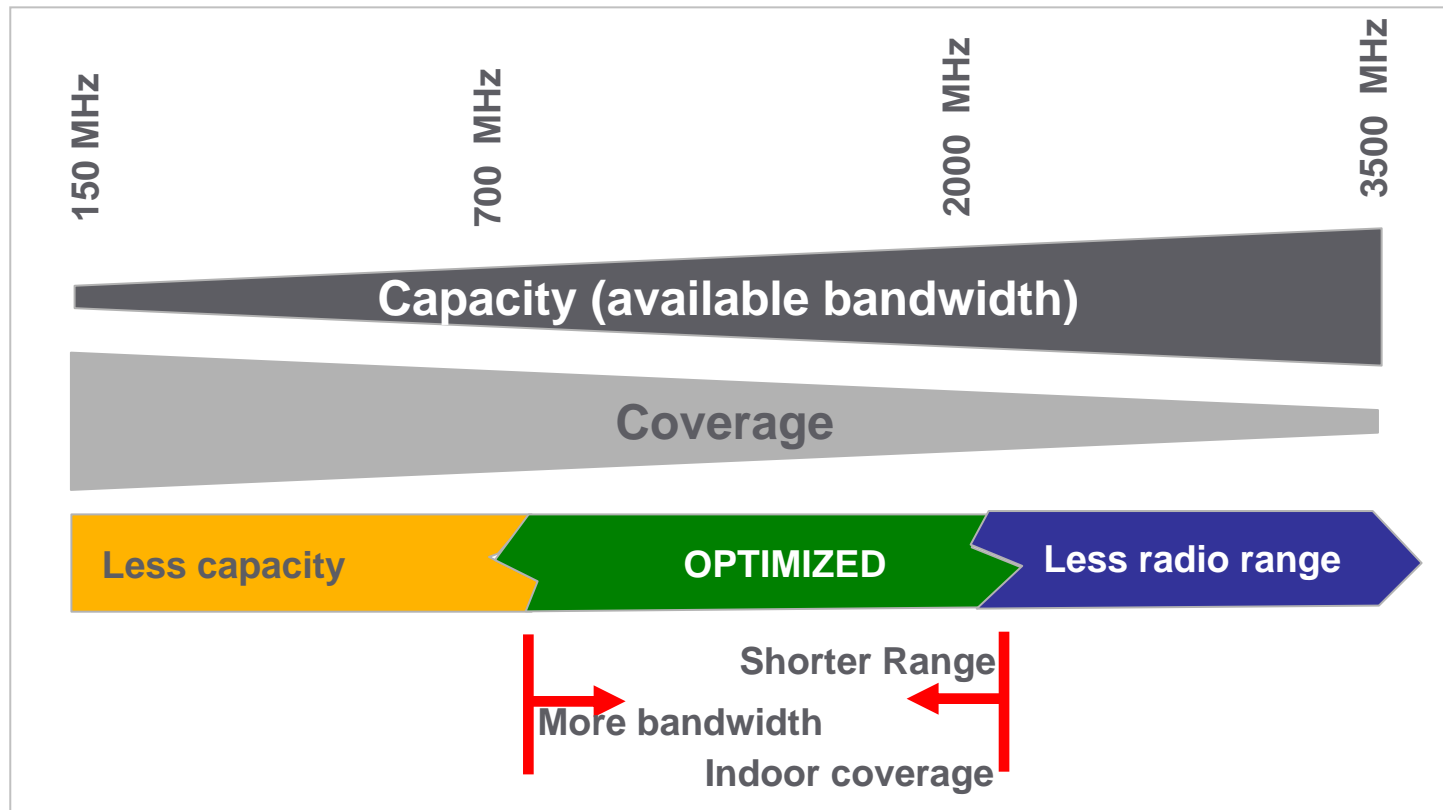 150 MHz
700 MHz
2000 MHz
3500 MHz
Capacity (available bandwidth)
Coverage
Less capacity
OPTIMIZED
Less radio range
Shorter Range
More bandwidth
Indoor coverage